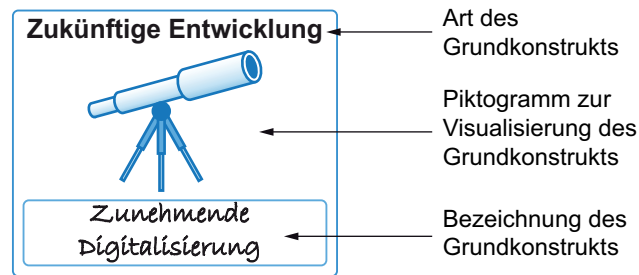 Zukünftige Entwicklung
Zunehmende
Digitalisierung
Art des
Grundkonstrukts
Piktogramm zur
Visualisierung des
Grundkonstrukts
Bezeichnung des
Grundkonstrukts